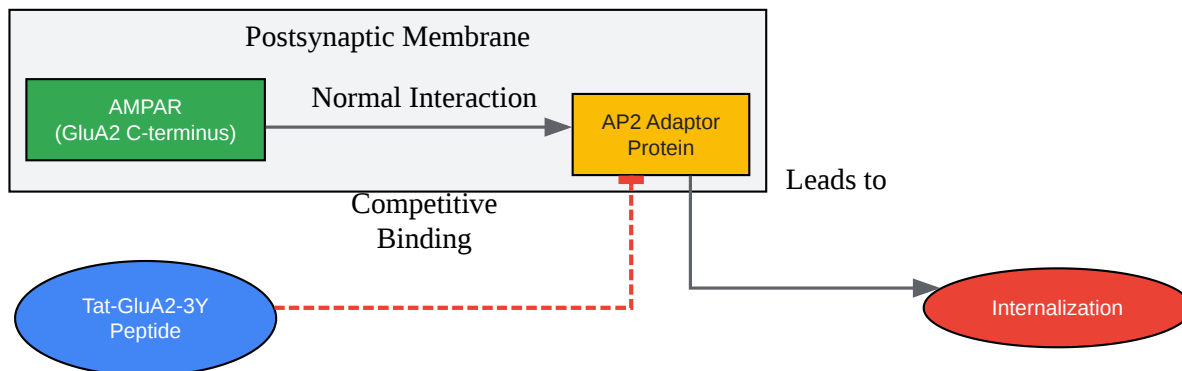 Postsynaptic Membrane
AMPAR
(GluA2 C-terminus)
Normal Interaction
AP2 Adaptor
Protein
Leads to
Competitive
Binding
Tat-GluA2-3Y
Peptide
Internalization